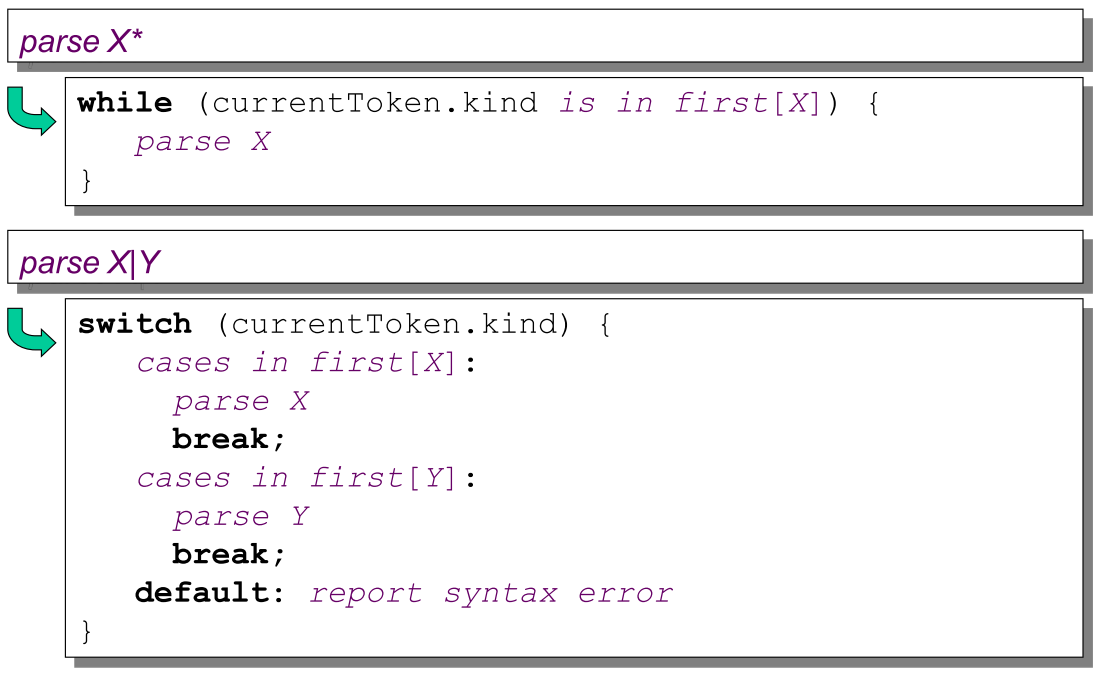 parse X*
while (currentToken.kind is in first[X]) {
parse X
}
parse X|Y
switch (currentToken.kind) {
cases in first[X]:
parse X
break;
cases in first[Y]:
parse Y
break;
default: report syntax error
}